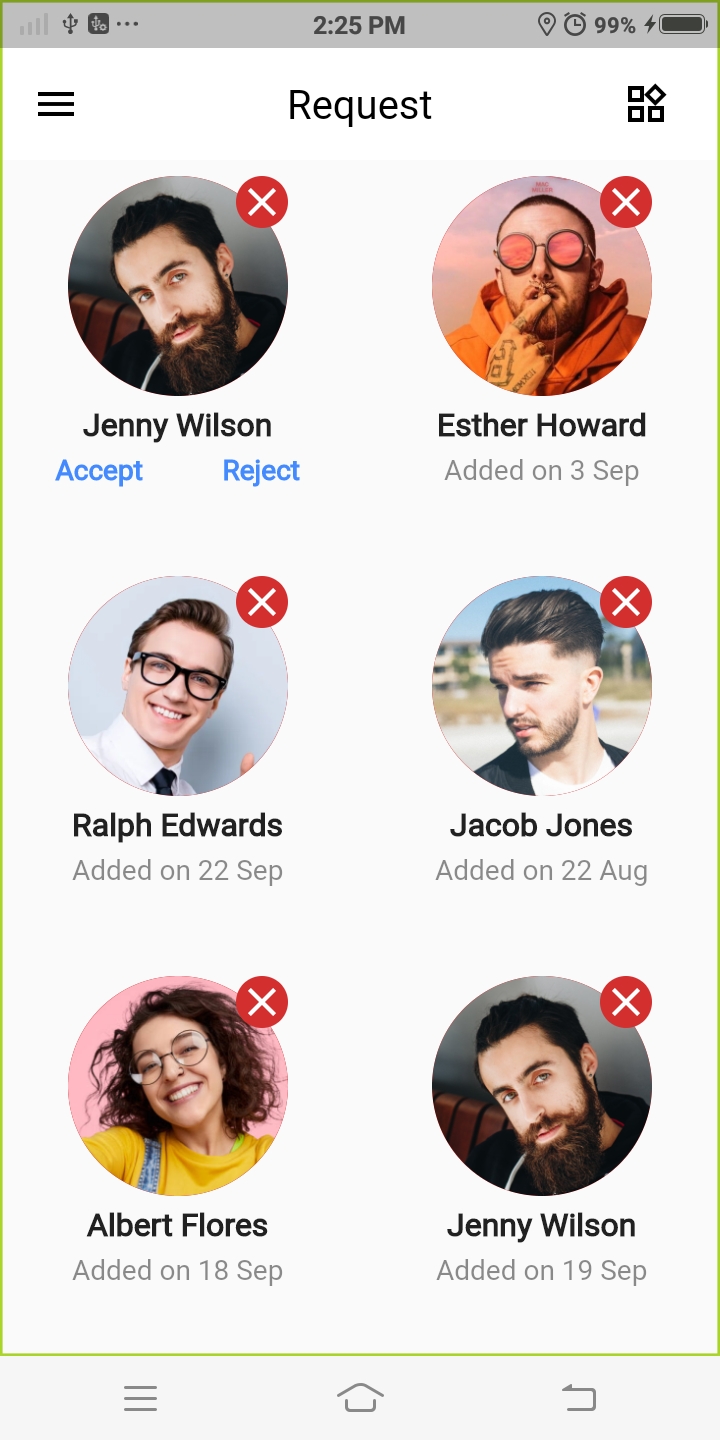 2:25 PM
99%
Request
MAC
MILLER
Jenny Wilson
Accept
Reject
Esther Howard
Added on 3 Sep
Ralph Edwards
Added on 22 Sep
Jacob Jones
Added on 22 Aug
Albert Flores
Added on 18 Sep
Jenny Wilson
Added on 19 Sep